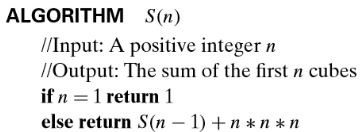 ALGORITHM S(n)
//Input: A positive integer n
//Output: The sum of the first n cubes
if n = 1 return 1
else return S(n − 1) + n ∗ n ∗ n